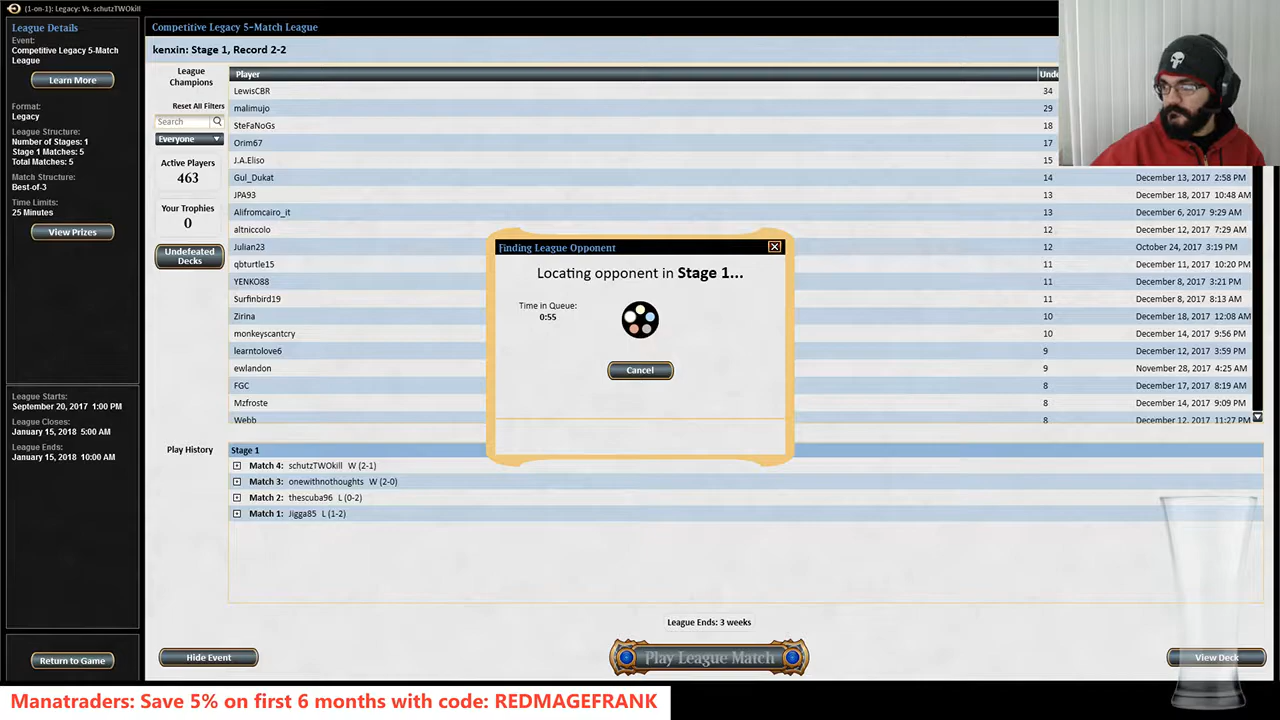 (1-on-1): Legacy: Vs. schutzTWOkill
League Details
Event:
Competitive Legacy 5-Match
League
Learn More
Format:
Legacy
League Structure:
Number of Stages: 1
Stage 1 Matches: 5
Total Matches: 5
Match Structure:
Best-of-3
Time Limits:
25 Minutes
View Prizes
League Starts:
September 20, 2017 1:00 PM
League Closes:
January 15, 2018 5:00 AM
League Ends:
January 15, 2018 10:00 AM
Return to Game
Competitive Legacy 5-Match League
kenxin: Stage 1, Record 2-2
League
Champions
Reset All Filters
Search
Everyone
Active Players
463
Your Trophies
0
Undefeated
Decks
Player Unde
LewisCBR 34
malimujo 29
SteFaNoGs 18
Orim67 17
J.A.Eliso 15
Gul_Dukat 14 December 13, 2017 2:58 PM
JPA93 13 December 18, 2017 10:48 AM
Alifromcairo_it 13 December 6, 2017 9:29 AM
altniccolo 12 December 12, 2017 7:29 AM
Julian23 12 October 24, 2017 3:19 PM
qbturtle15 11 December 11, 2017 10:20 PM
YENKO88 11 December 8, 2017 3:21 PM
Surfinbird19 11 December 8, 2017 8:13 AM
Zirina 10 December 18, 2017 12:08 AM
monkeyscantcry 10 December 14, 2017 9:56 PM
learntolove6 9 December 12, 2017 3:59 PM
ewlandon 9 November 28, 2017 4:25 AM
FGC 8 December 17, 2017 8:19 AM
Mzfroste 8 December 14, 2017 9:09 PM
Webb 8 December 12, 2017 11:27 PM
Finding League Opponent
Locating opponent in Stage 1...
Time in Queue:
0:55
Cancel
Play History
Stage 1
Match 4: schutzTWOkill W (2-1)
Match 3: onewithnothoughts W (2-0)
Match 2: thescuba96 L (0-2)
Match 1: Jigga85 L (1-2)
League Ends: 3 weeks
Hide Event
Play League Match
View Deck
Manatraders: Save 5% on first 6 months with code: REDMAGEFRANK